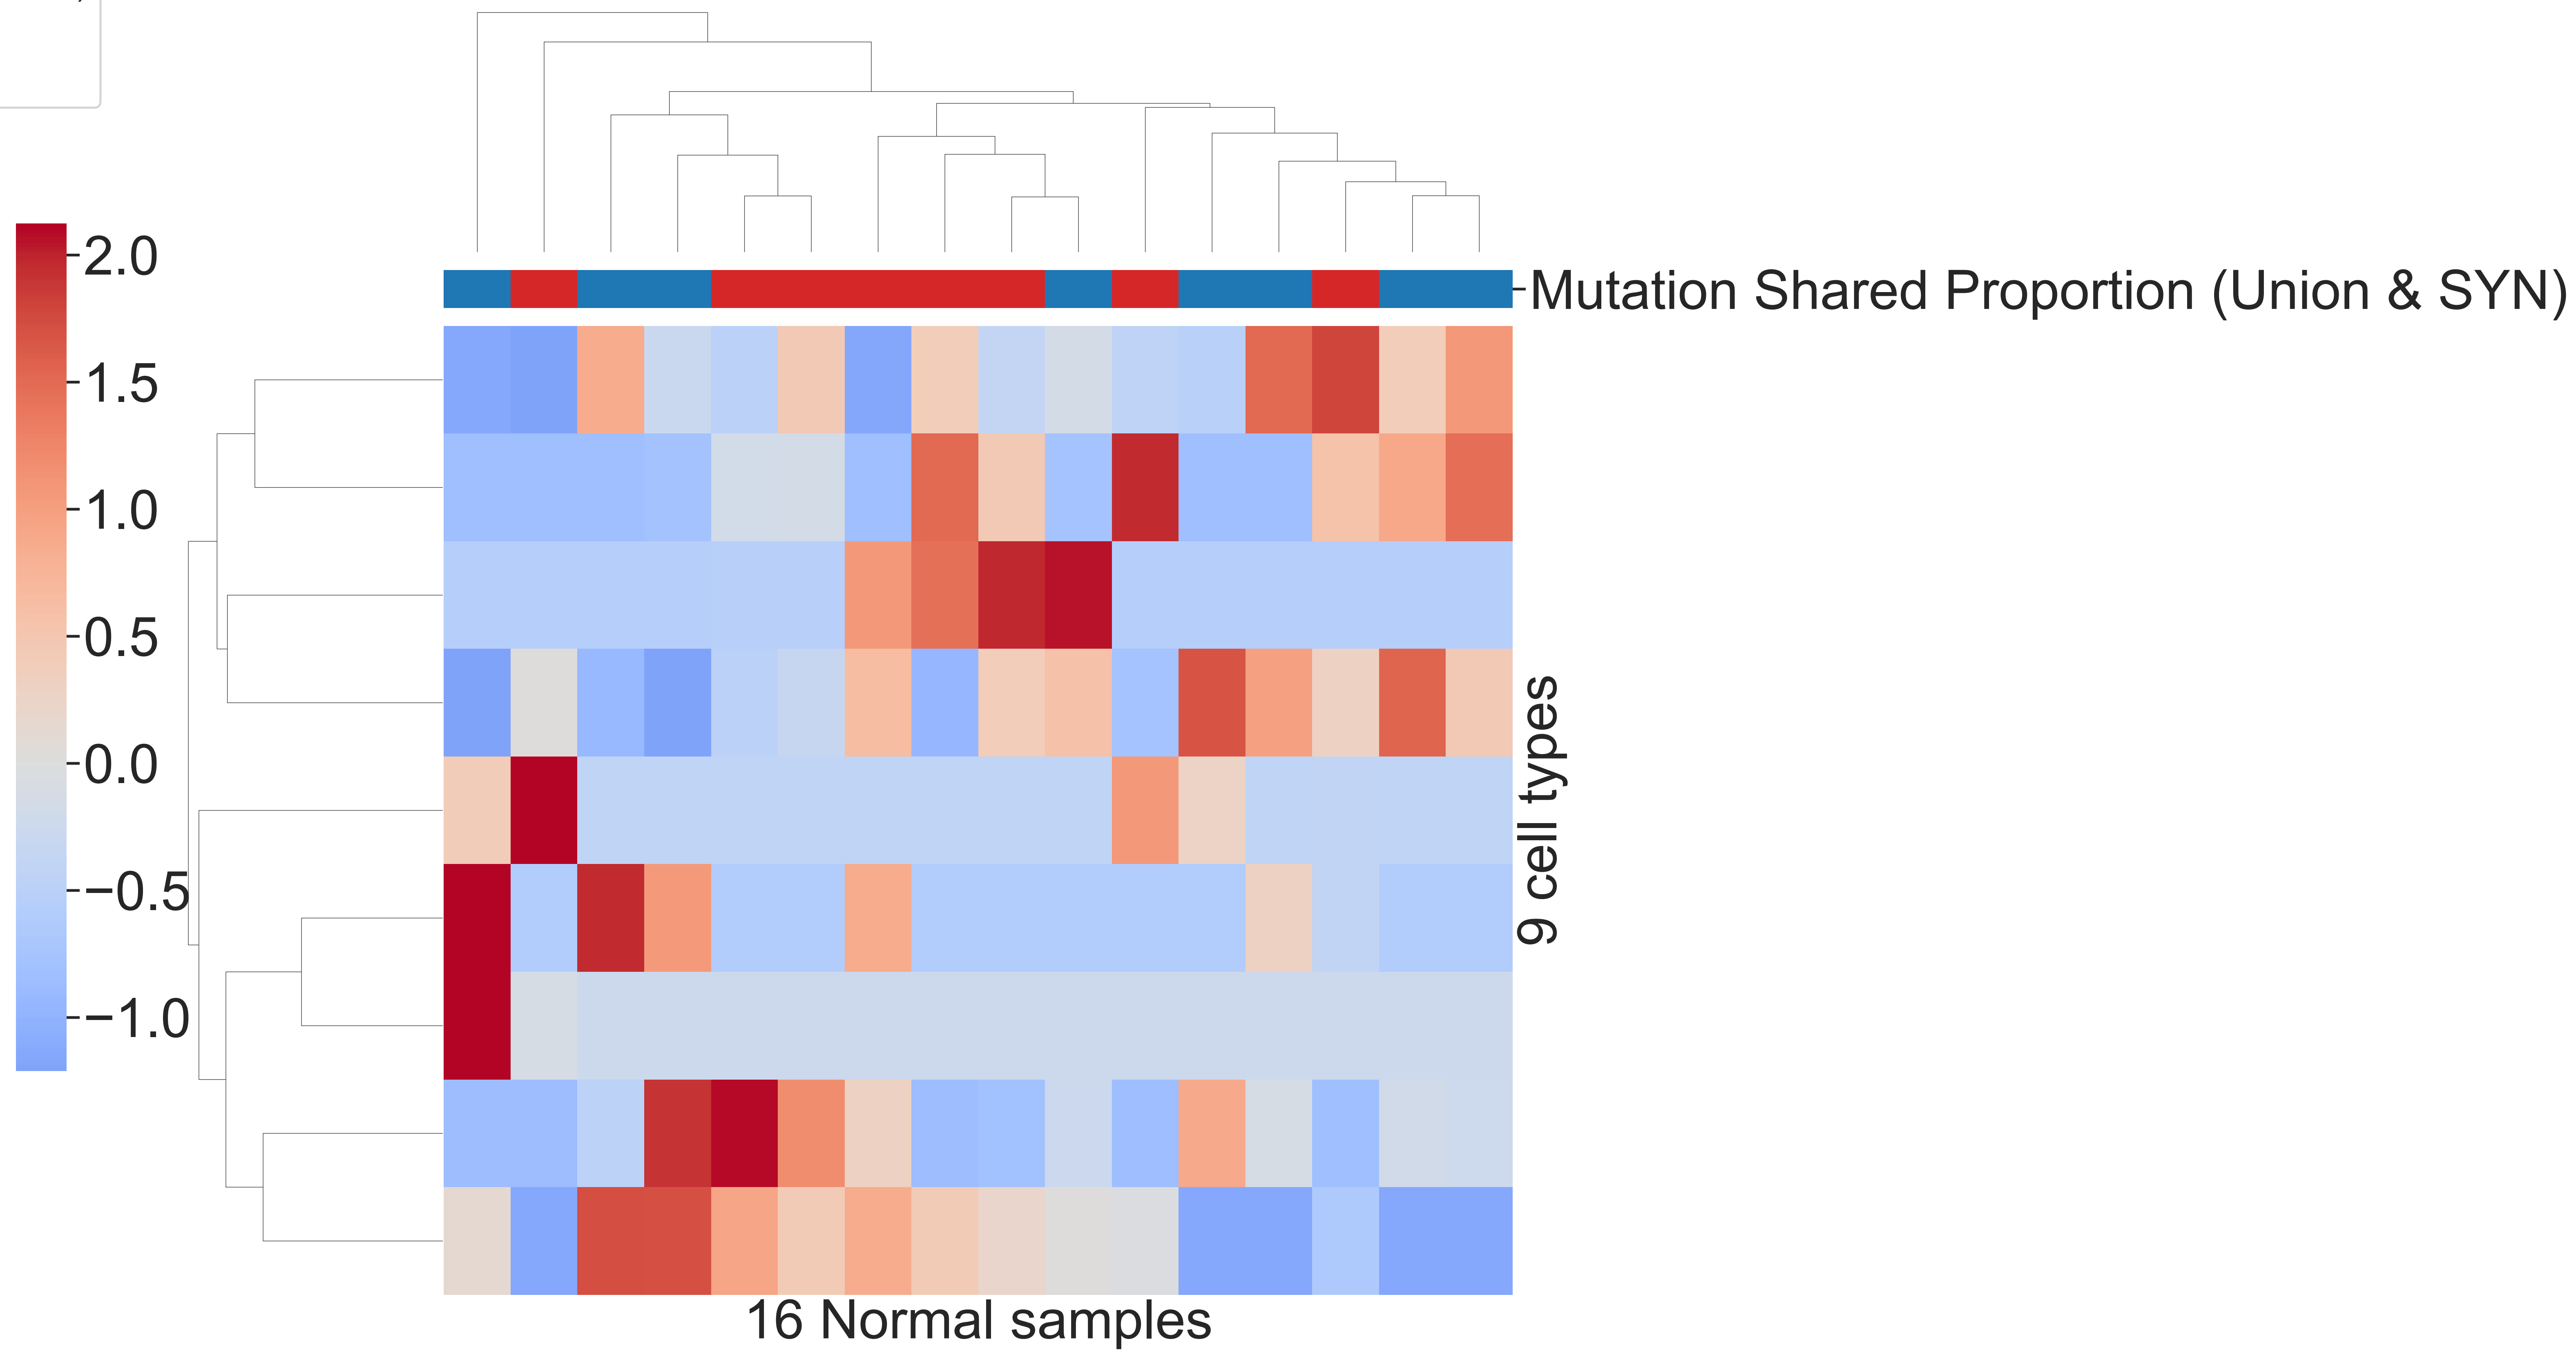 2.0
1.5
1.0
0.5
0.0
−0.5
−1.0
Mutation Shared Proportion (Union & SYN)
9 cell types
16 Normal samples